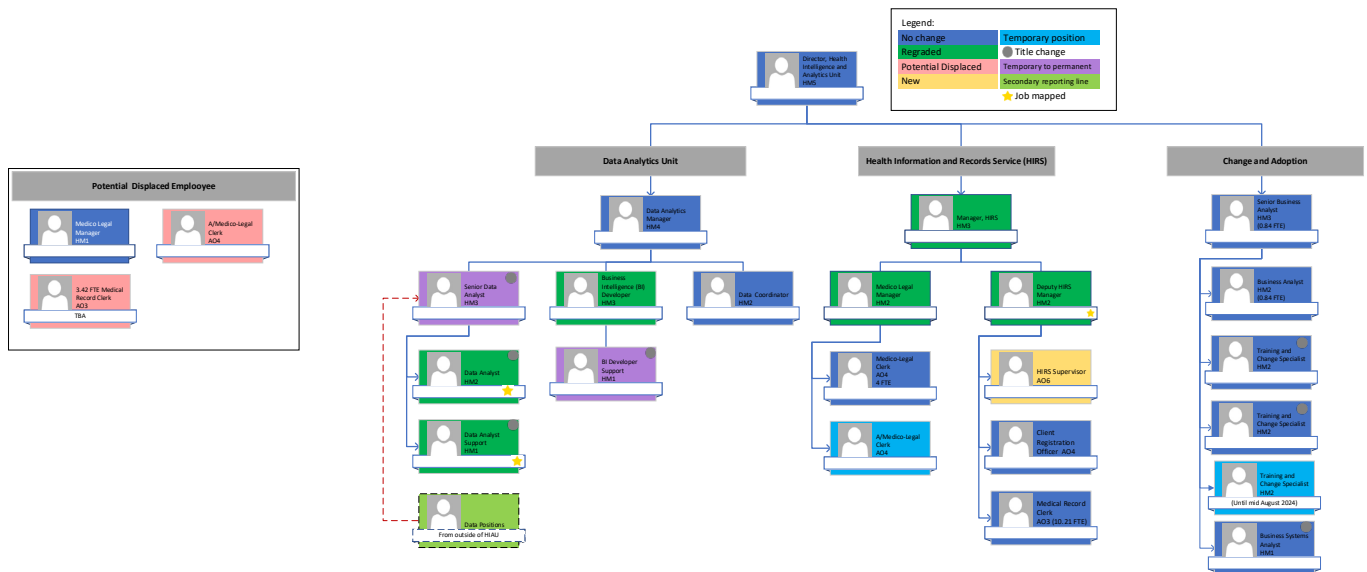 Legend:
No change
Temporary position
Regraded
Title change
Potential Displaced
Temporary to permanent
New
Secondary reporting line
Job mapped
Director, Health
Intelligence and
Analytics Unit
HM5
Data Analytics Unit
Health Information and Records Service (HIRS)
Change and Adoption
Potential Displaced Emplooyee
Medico Legal
Manager
HM1
A/Medico-Legal
Clerk
AO4
3.42 FTE Medical
Record Clerk
AO3
TBA
Data Analytics
Manager
HM4
Manager, HIRS
HM3
Senior Business
Analyst
HM3
(0.64 FTE)
Senior Data
Analyst
HM3
Business
Intelligence (BI)
Developer
HM3
Data Coordinator
HM2
Medico Legal
Manager
HM2
Deputy HIRS
Manager
HM2
Business Analyst
HM2
(0.84 FTE)
Data Analyst
HM2
BI Developer
Support
HM1
Medico-Legal
Clerk
AO4
4 FTE
HIRS Supervisor
AO6
Training and
Change Specialist
HM2
Data Analyst
Support
HM1
A/Medico-Legal
Clerk
AO4
Client
Registration
Officer AO4
Training and
Change Specialist
HM2
Data Positions
From outside of HIAU
Medical Record
Clerk
AO3 (10.21 FTE)
Training and
Change Specialist
HM2
(Until mid August 2024)
Business Systems
Analyst
HM1